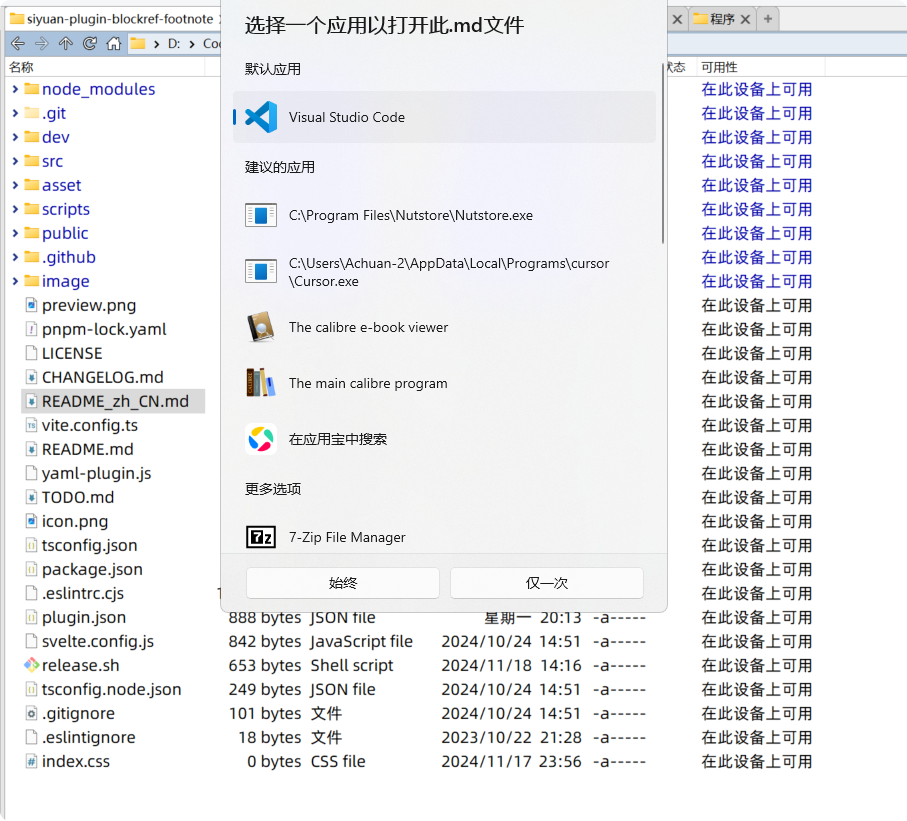 siyuan-plugin-blockref-footnote
程序
D:
名称
状态 可用性
选择一个应用以打开此.md文件
默认应用
Visual Studio Code
建议的应用
C:\Program Files\Nutstore\Nutstore.exe
C:\Users\Achuan-2\AppData\Local\Programs\cursor
\Cursor.exe
The calibre e-book viewer
The main calibre program
在应用宝中搜索
更多选项
7-Zip File Manager
始终 仅一次
node_modules 在此设备上可用
.git 在此设备上可用
dev 在此设备上可用
src 在此设备上可用
asset 在此设备上可用
scripts 在此设备上可用
public 在此设备上可用
.github 在此设备上可用
image 在此设备上可用
preview.png 在此设备上可用
pnpm-lock.yaml 在此设备上可用
LICENSE 在此设备上可用
CHANGELOG.md 在此设备上可用
README_zh_CN.md 在此设备上可用
vite.config.ts 在此设备上可用
README.md 在此设备上可用
yaml-plugin.js 在此设备上可用
TODO.md 在此设备上可用
icon.png 在此设备上可用
tsconfig.json 在此设备上可用
package.json 在此设备上可用
.eslintrc.cjs 在此设备上可用
plugin.json 888 bytes JSON file 星期一 20:13 -a----- 在此设备上可用
svelte.config.js 842 bytes JavaScript file 2024/10/24 14:51 -a----- 在此设备上可用
release.sh 653 bytes Shell script 2024/11/18 14:16 -a----- 在此设备上可用
tsconfig.node.json 249 bytes JSON file 2024/10/24 14:51 -a----- 在此设备上可用
.gitignore 101 bytes 文件 2024/10/24 14:51 -a----- 在此设备上可用
.eslintignore 18 bytes 文件 2023/10/22 21:28 -a----- 在此设备上可用
index.css 0 bytes CSS file 2024/11/17 23:56 -a----- 在此设备上可用